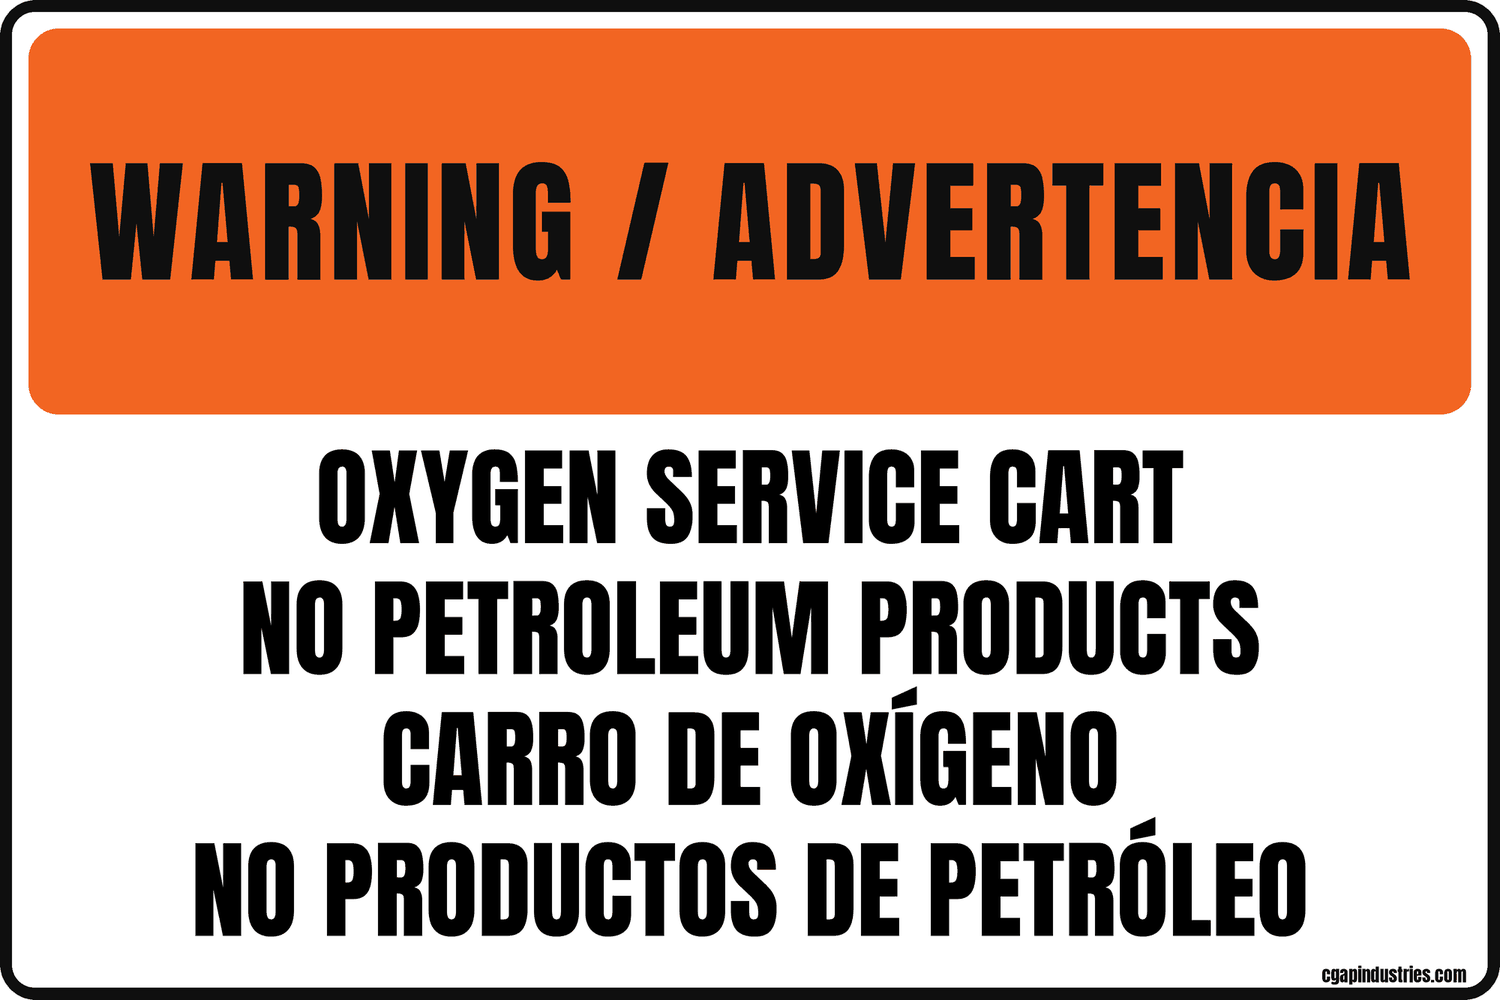 WARNING / ADVERTENCIA
OXYGEN SERVICE CART
NO PETROLEUM PRODUCTS
CARRO DE OXÍGENO
NO PRODUCTOS DE PETRÓLEO
cgapindustries.com